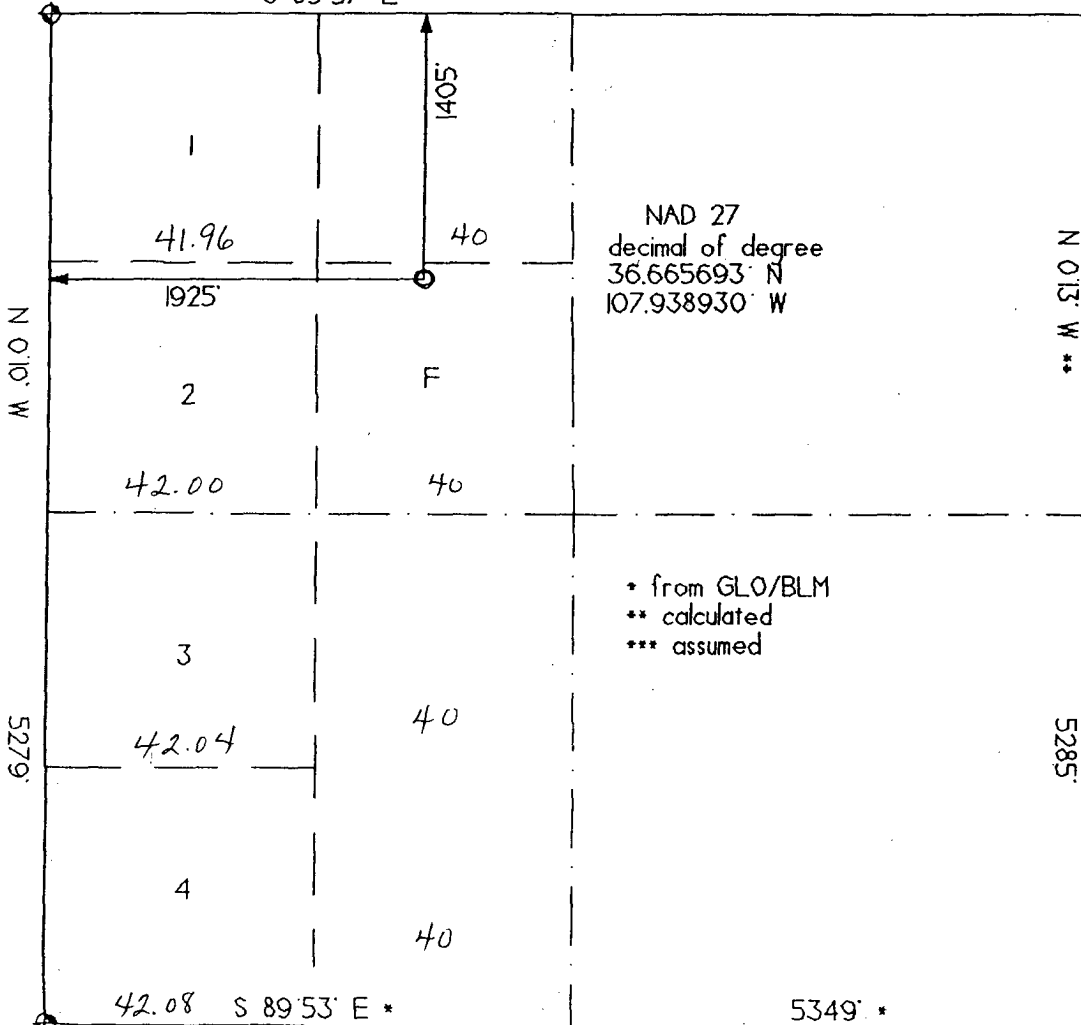 1405'
1
41.96
40
1925'
NAD 27
decimal of degree
36.665693° N
107.938930° W
N 0°13' W **
N 0°10' W
2
F
42.00
40
* from GLO/BLM
** calculated
*** assumed
3
40
42.04
5279'
5285'
4
40
42.08
S 89°53' E *
5349' *